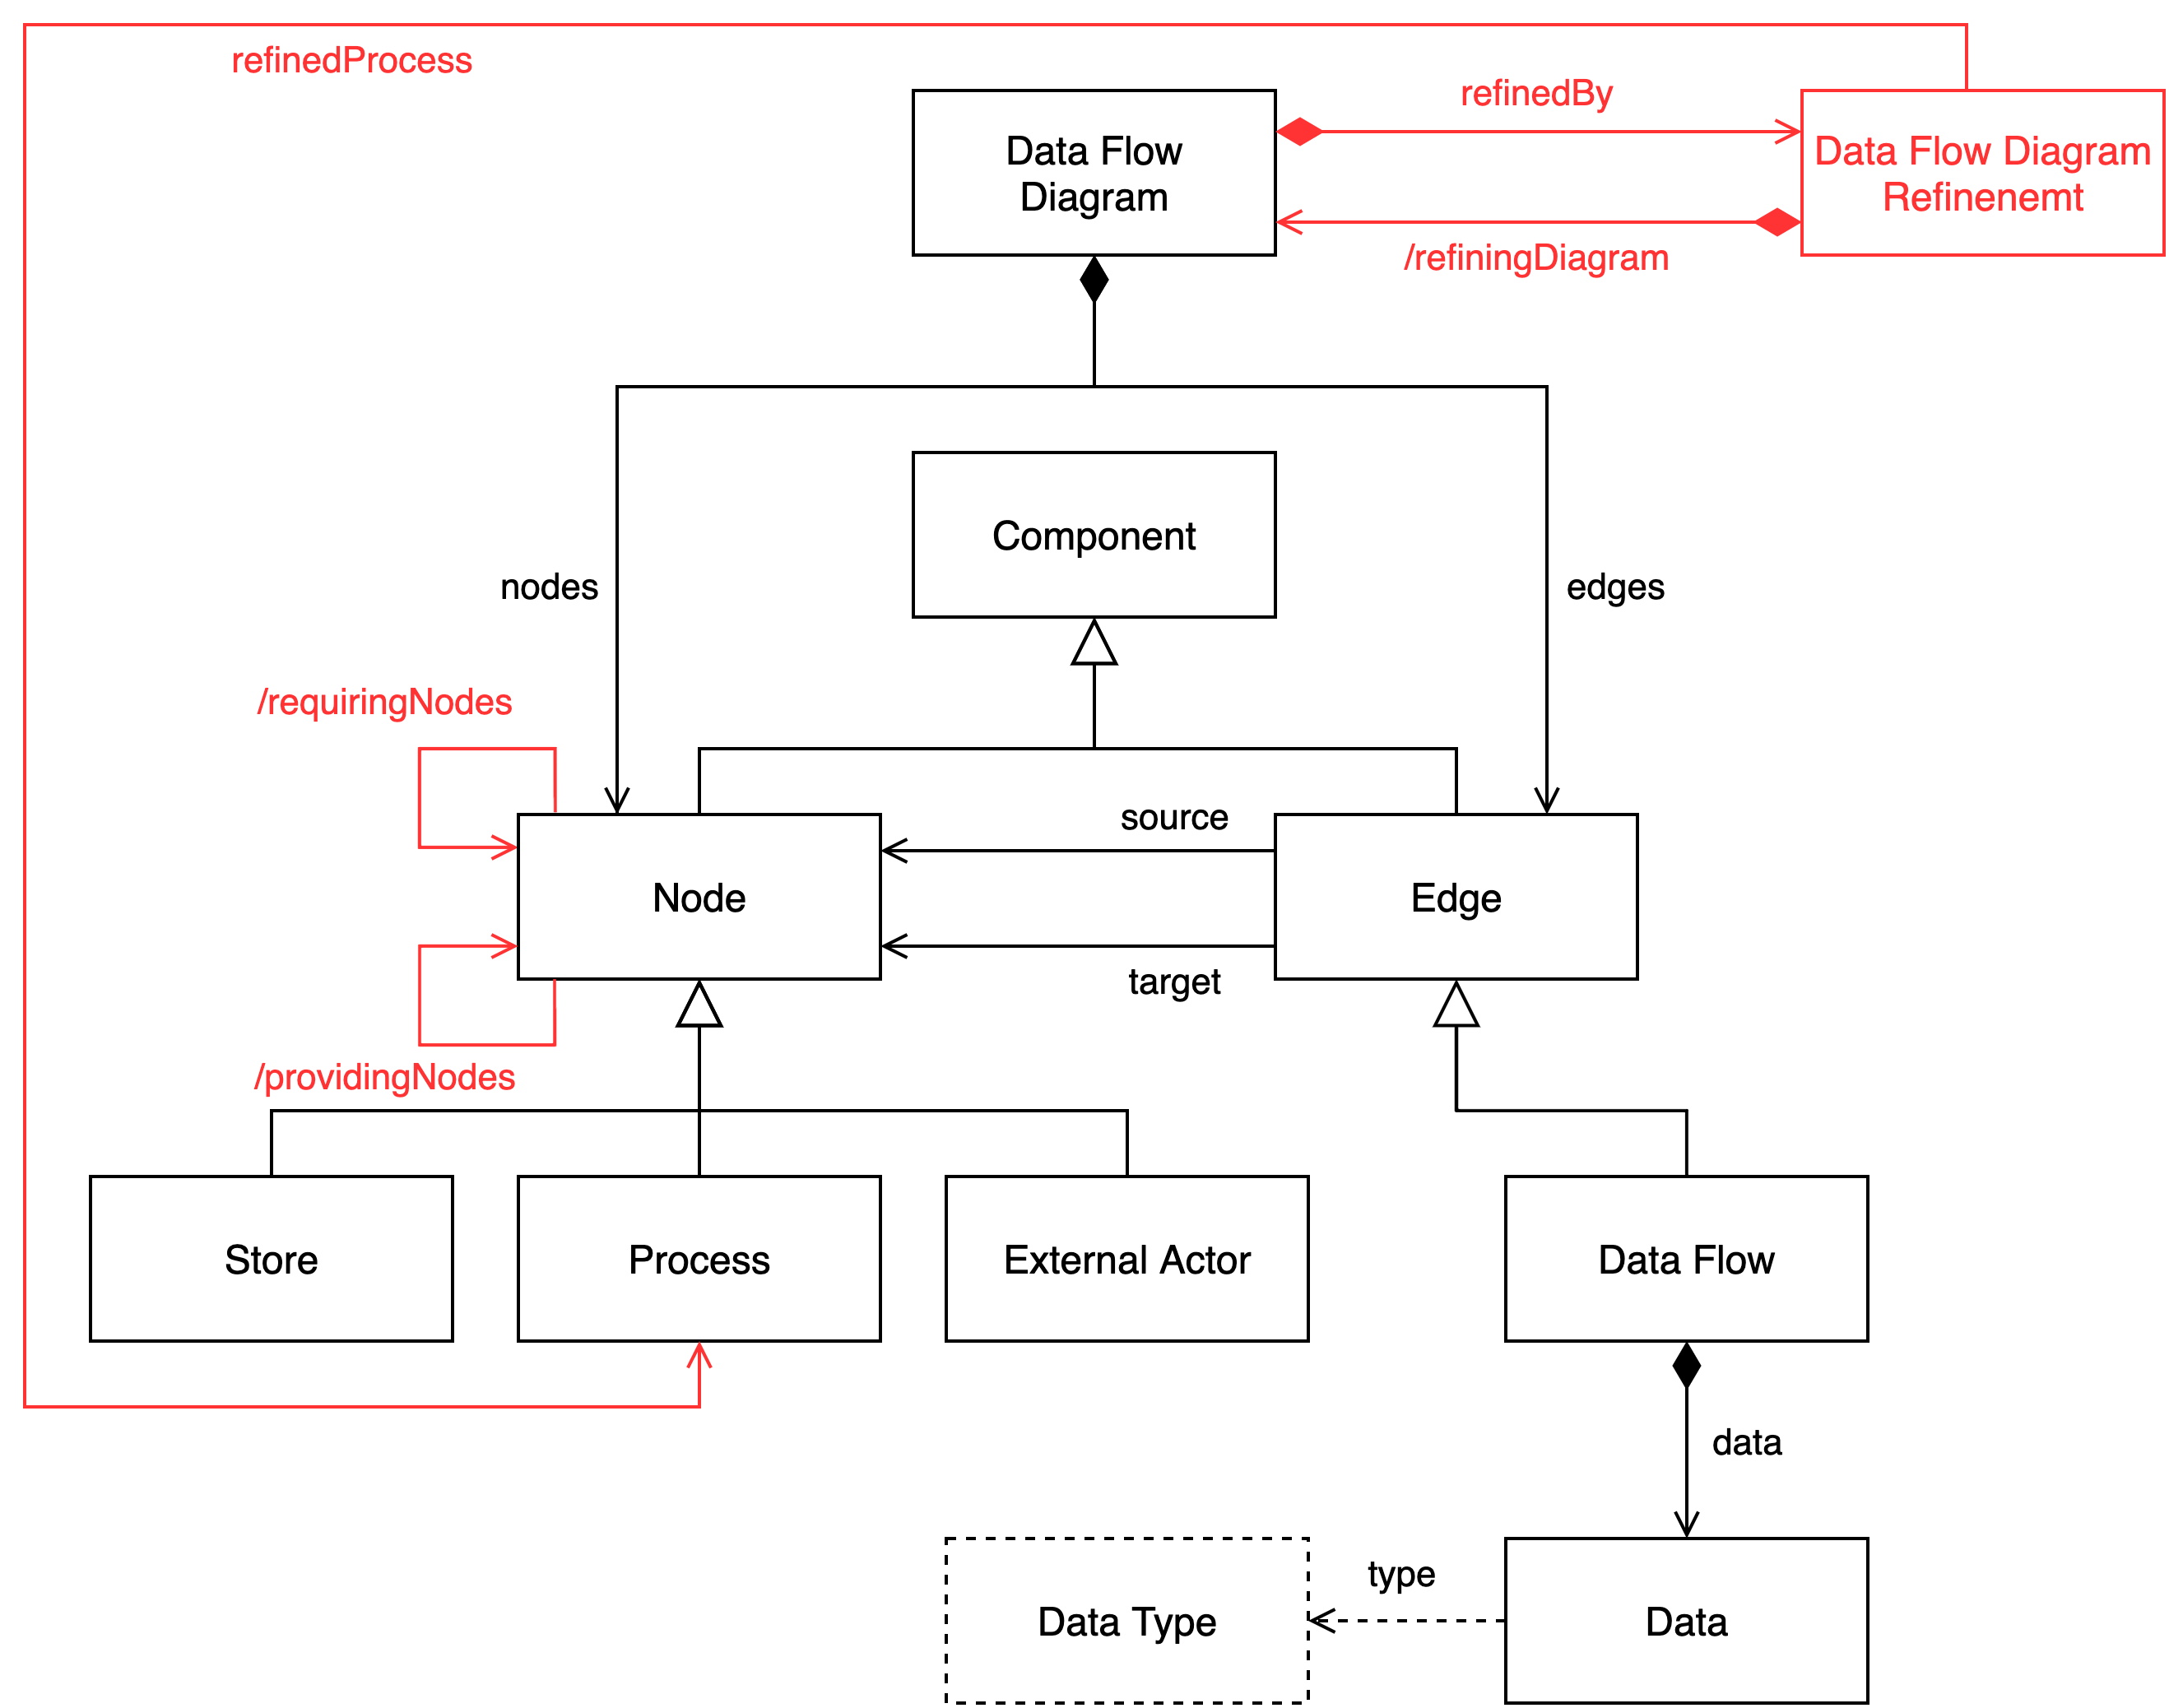 refinedProcess
refinedBy
Data Flow
Diagram
Data Flow Diagram
Refinenemt
/refiningDiagram
Component
nodes
edges
/requiringNodes
source
Node
Edge
target
/providingNodes
Store
Process
External Actor
Data Flow
data
type
Data Type
Data